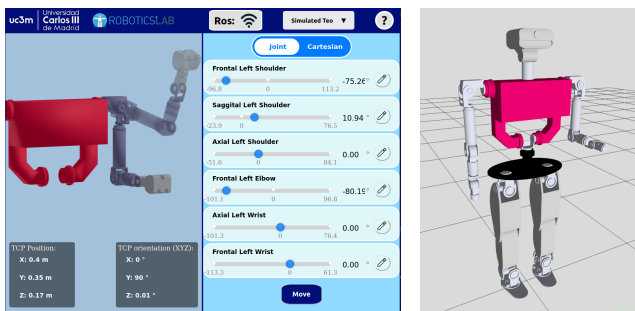 uc3m
Universidad
Carlos III
de Madrid
ROBOTICSLAB
Ros:
Simulated Teo ▼
?
Joint
Cartesian
Frontal Left Shoulder
-75.26°
-96.8 0 113.2
Saggital Left Shoulder
10.94 °
-23.9 0 76.5
Axial Left Shoulder
0.00 °
-51.6 0 84.1
Frontal Left Elbow
-80.19°
-101.1 0 96.8
Axial Left Wrist
0.00 °
-101.3 0 76.4
Frontal Left Wrist
0.00 °
-113.3 0 61.3
Move
TCP Position:
X: 0.4 m
Y: 0.35 m
Z: 0.17 m
TCP orientation (XYZ):
X: 0 °
Y: 90 °
Z: 0.01 °